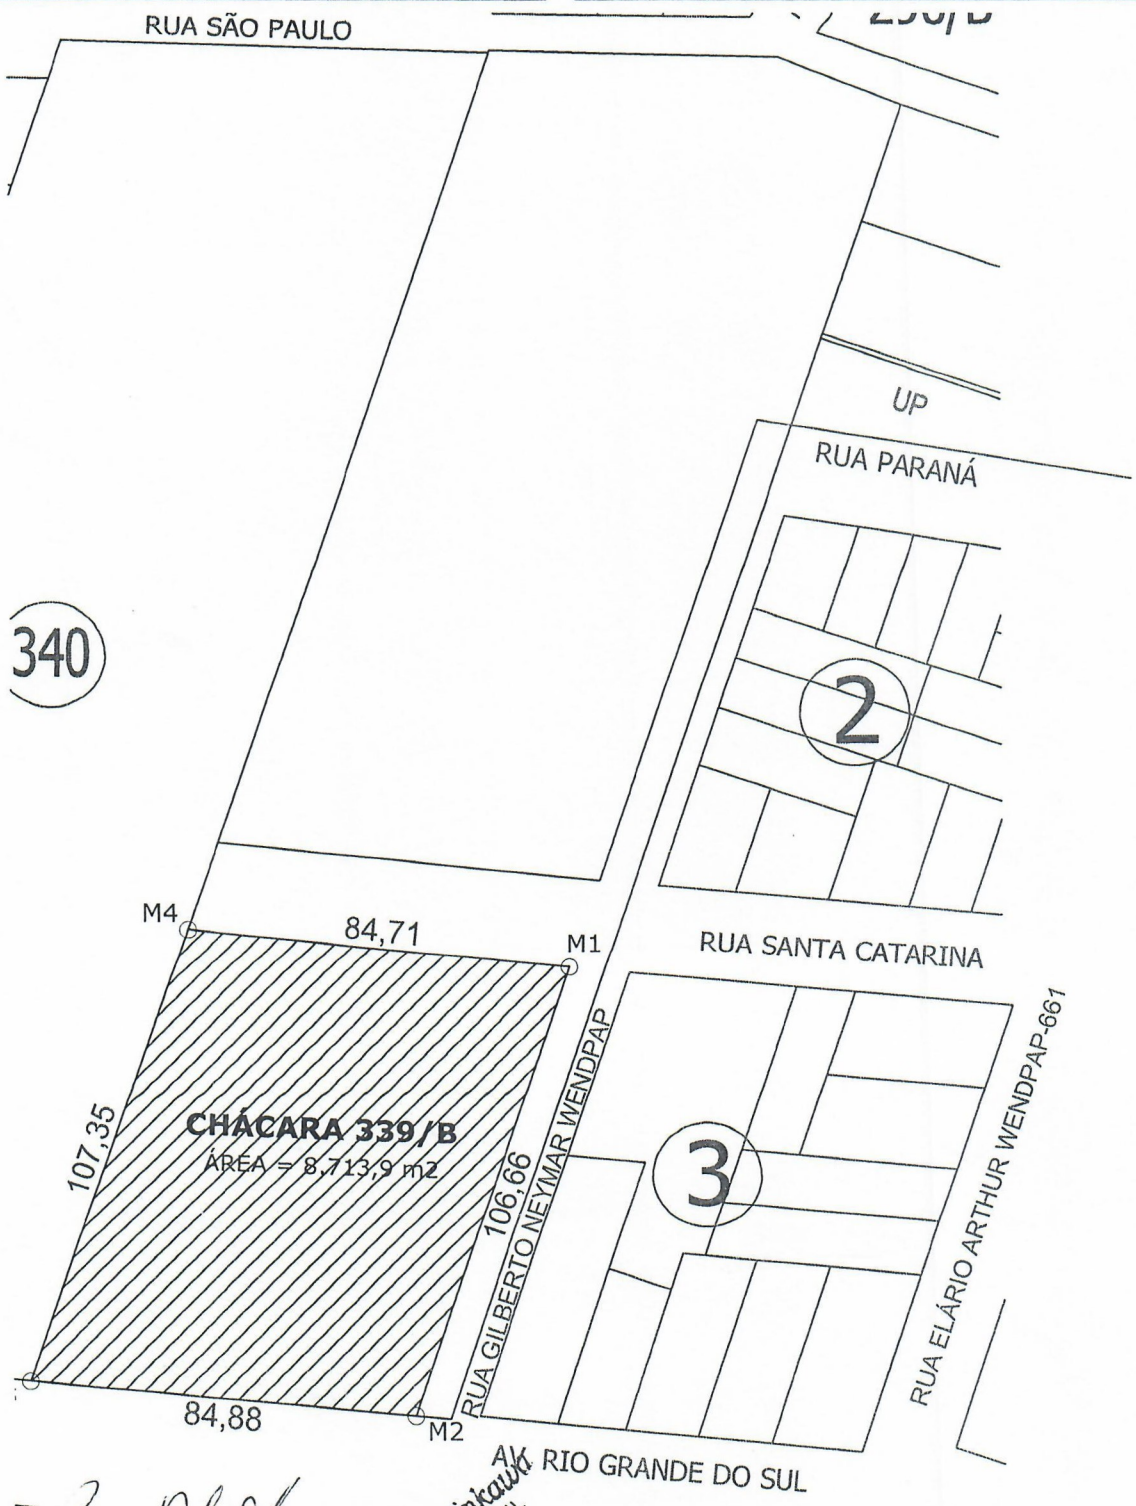 RUA SÃO PAULO
UP
RUA PARANÁ
340
2
M4
84,71
M1
RUA SANTA CATARINA
RUA GILBERTO NEYMAR WENDPAP
RUA ELÁRIO ARTHUR WENDPAP-661
107,35
CHÁCARA 339/B
ÁREA = 8.713,9 m2
106,66
3
84,88
M2
AV. RIO GRANDE DO SUL